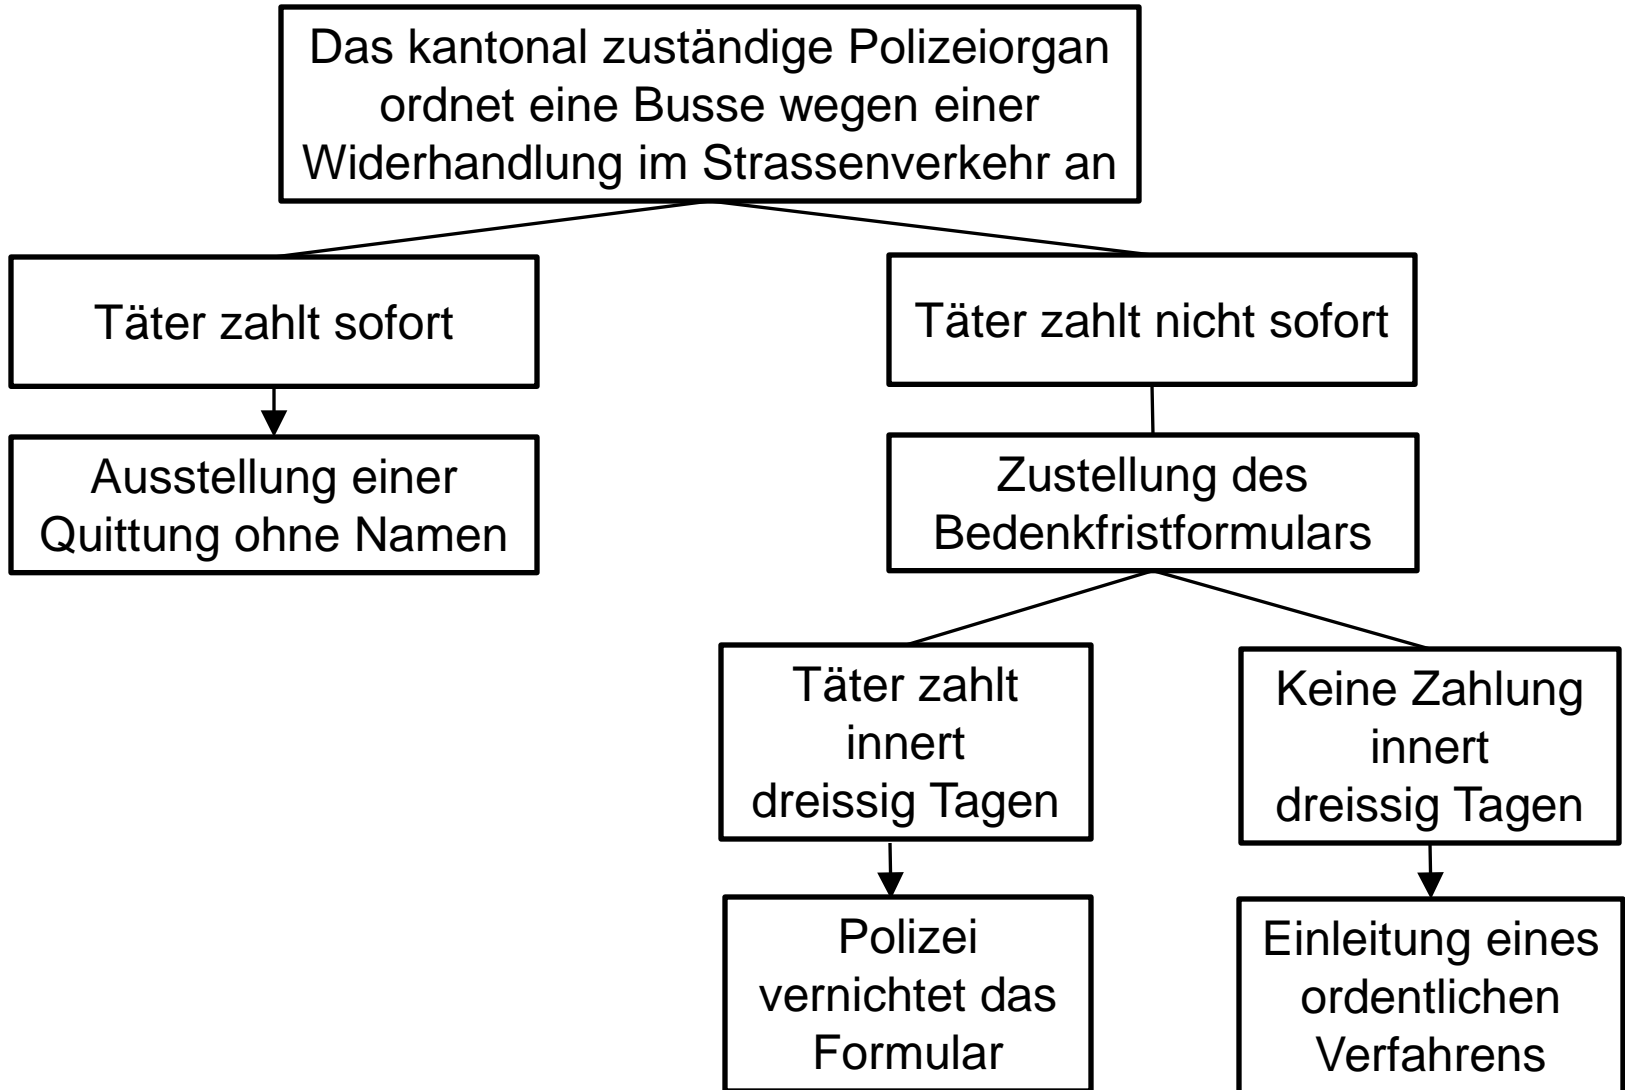 Das kantonal zuständige Polizeiorgan
ordnet eine Busse wegen einer
Widerhandlung im Strassenverkehr an
Täter zahlt sofort
Täter zahlt nicht sofort
Ausstellung einer
Quittung ohne Namen
Zustellung des
Bedenkfristformulars
Täter zahlt
innert
dreissig Tagen
Keine Zahlung
innert
dreissig Tagen
Polizei
vernichtet das
Formular
Einleitung eines
ordentlichen
Verfahrens